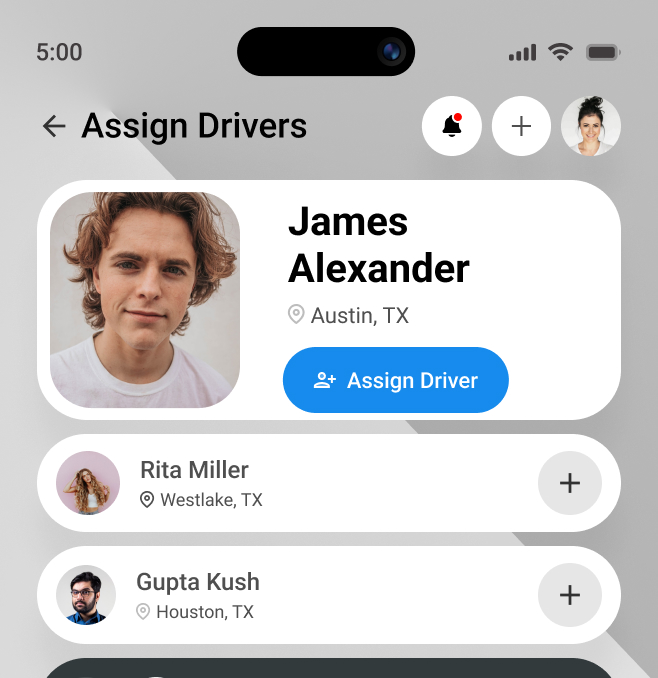 5:00
Assign Drivers
James
Alexander
Austin, TX
Assign Driver
Rita Miller
Westlake, TX
Gupta Kush
Houston, TX